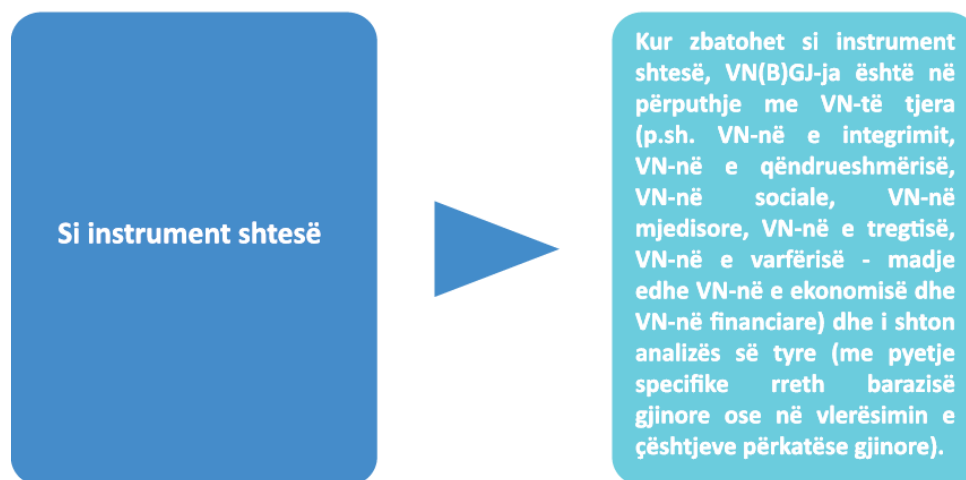 Si instrument shtesë
Kur zbatohet si instrument
shtesë, VN(B)GJ-ja është në
përputhje me VN-të tjera
(p.sh. VN-në e integrimit,
VN-në e qëndrueshmërisë,
VN-në sociale, VN-në
mjedisore, VN-në e tregtisë,
VN-në e varfërisë - madje
edhe VN-në e ekonomisë dhe
VN-në financiare) dhe i shton
analizës së tyre (me pyetje
specifike rreth barazisë
gjinore ose në vlerësimin e
çështjeve përkatëse gjinore).